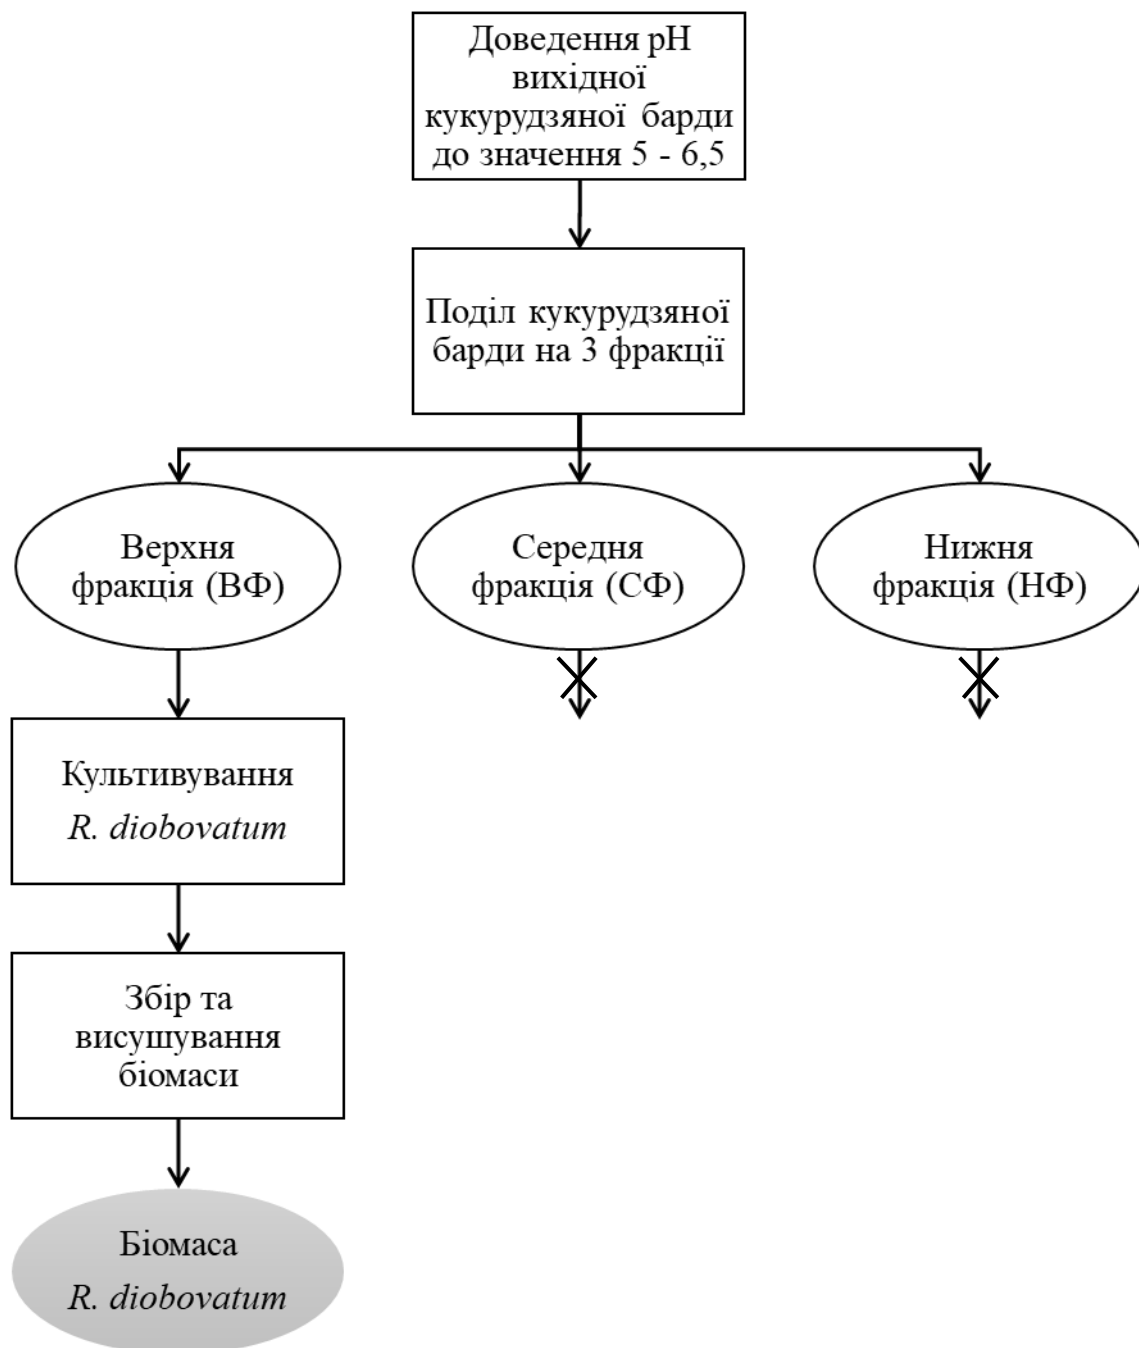 Доведення рН
вихідної
кукурудзяної барди
до значення 5 - 6,5
Поділ кукурудзяної
барди на 3 фракції
Верхня
фракція (ВФ)
Середня
фракція (СФ)
Нижня
фракція (НФ)
Культивування
R. diobovatum
Збір та
висушування
біомаси
Біомаса
R. diobovatum